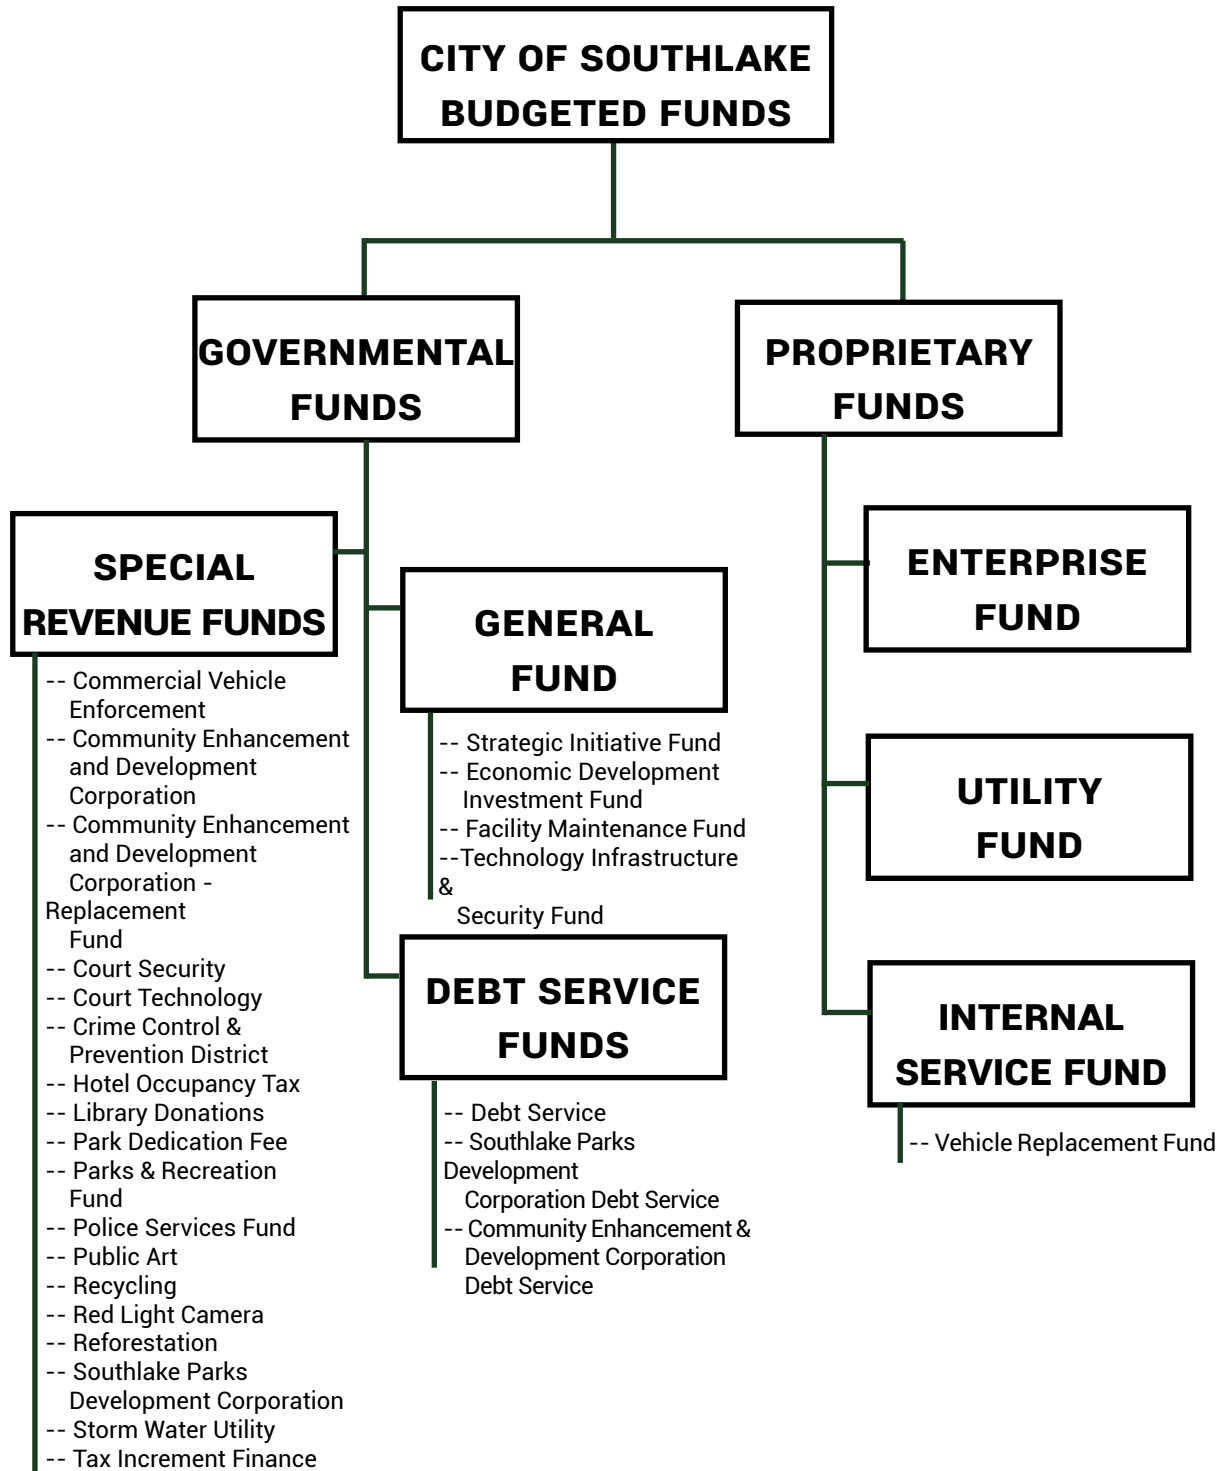 CITY OF SOUTHLAKE
BUDGETED FUNDS
GOVERNMENTAL
FUNDS
PROPRIETARY
FUNDS
SPECIAL
REVENUE FUNDS
-- Commercial Vehicle
Enforcement
-- Community Enhancement
and Development
Corporation
-- Community Enhancement
and Development
Corporation -
Replacement
Fund
-- Court Security
-- Court Technology
-- Crime Control &
Prevention District
-- Hotel Occupancy Tax
-- Library Donations
-- Park Dedication Fee
-- Parks & Recreation
Fund
-- Police Services Fund
-- Public Art
-- Recycling
-- Red Light Camera
-- Reforestation
-- Southlake Parks
Development Corporation
-- Storm Water Utility
-- Tax Increment Finance
GENERAL
FUND
-- Strategic Initiative Fund
-- Economic Development
Investment Fund
-- Facility Maintenance Fund
--Technology Infrastructure
&
Security Fund
DEBT SERVICE
FUNDS
-- Debt Service
-- Southlake Parks
Development
Corporation Debt Service
-- Community Enhancement &
Development Corporation
Debt Service
ENTERPRISE
FUND
UTILITY
FUND
INTERNAL
SERVICE FUND
-- Vehicle Replacement Fund